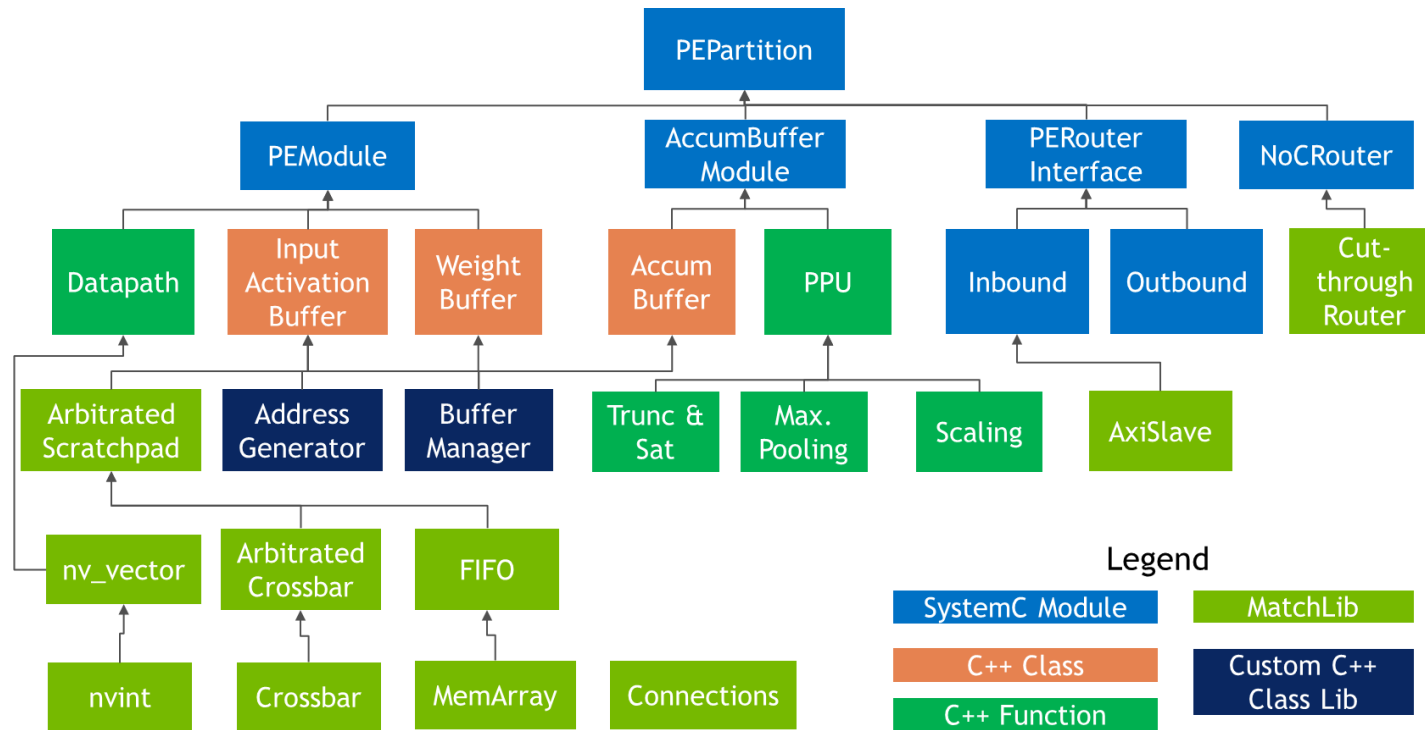 PEPartition
PEModule
AccumBuffer
Module
PERouter
Interface
NoCRouter
Datapath
Input
Activation
Buffer
Weight
Buffer
Accum
Buffer
PPU
Inbound
Outbound
Cut-
through
Router
Arbitrated
Scratchpad
Address
Generator
Buffer
Manager
Trunc &
Sat
Max.
Pooling
Scaling
AxiSlave
nv_vector
Arbitrated
Crossbar
FIFO
nvint
Crossbar
MemArray
Connections
Legend
SystemC Module
MatchLib
C++ Class
Custom C++
Class Lib
C++ Function